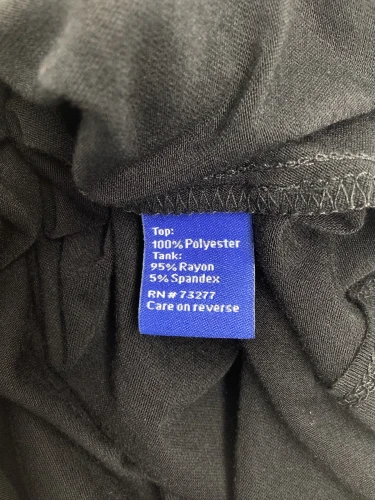 Top:
100% Polyester
Tank:
95% Rayon
5% Spandex
RN # 73277
Care on reverse